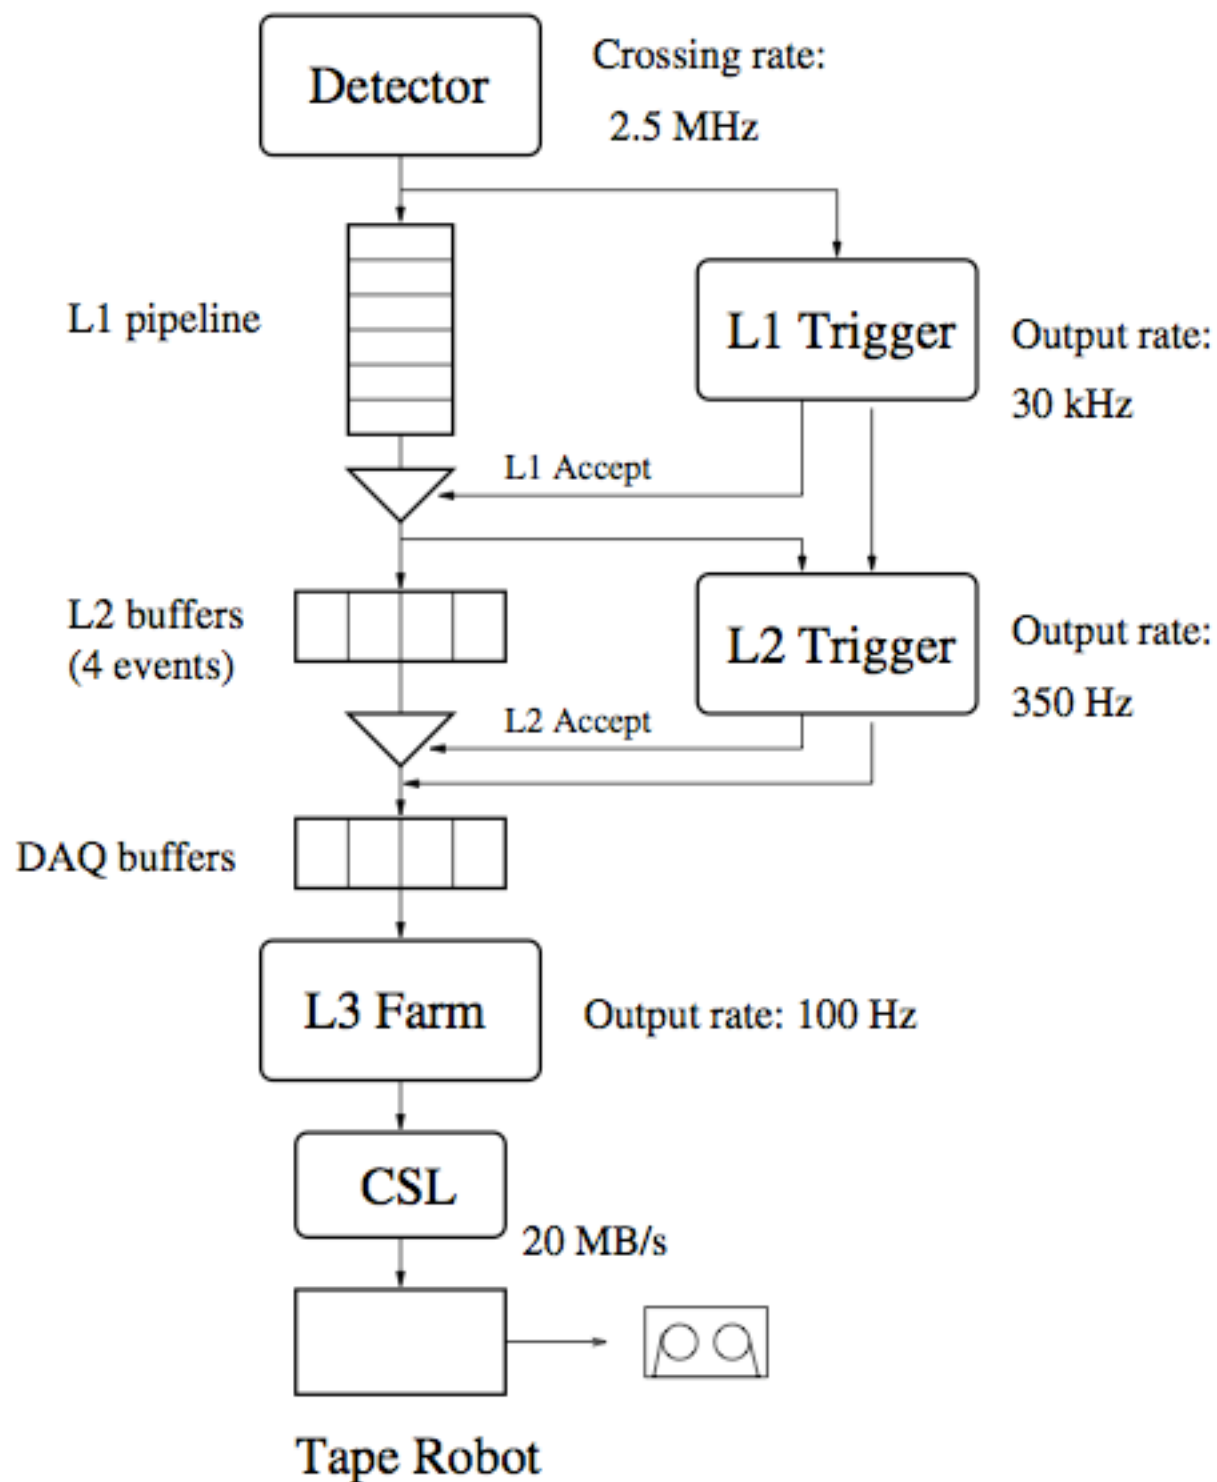 Detector
Crossing rate:
2.5 MHz
L1 pipeline
L1 Trigger
Output rate:
30 kHz
L1 Accept
L2 buffers
(4 events)
L2 Trigger
Output rate:
350 Hz
L2 Accept
DAQ buffers
L3 Farm
Output rate: 100 Hz
CSL
20 MB/s
Tape Robot